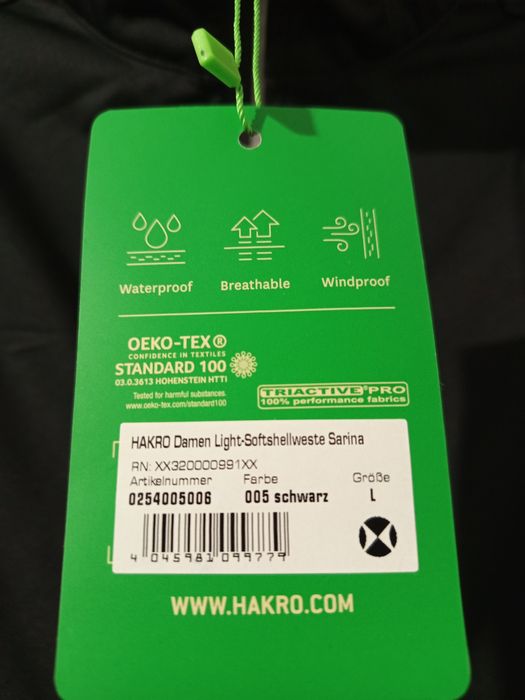 Waterproof Breathable Windproof
OEKO-TEX®
CONFIDENCE IN TEXTILES
STANDARD 100
03.0.3613 HOHENSTEIN HTTI
Tested for harmful substances.
www.oeko-tex.com/standard100
TRIACTIVE® PRO
100% performance fabrics
HAKRO Damen Light-Softshellweste Sarina
RN: XX320000991XX
Artikelnummer Farbe Größe
0254005006 005 schwarz L
4 045981 099779
WWW.HAKRO.COM